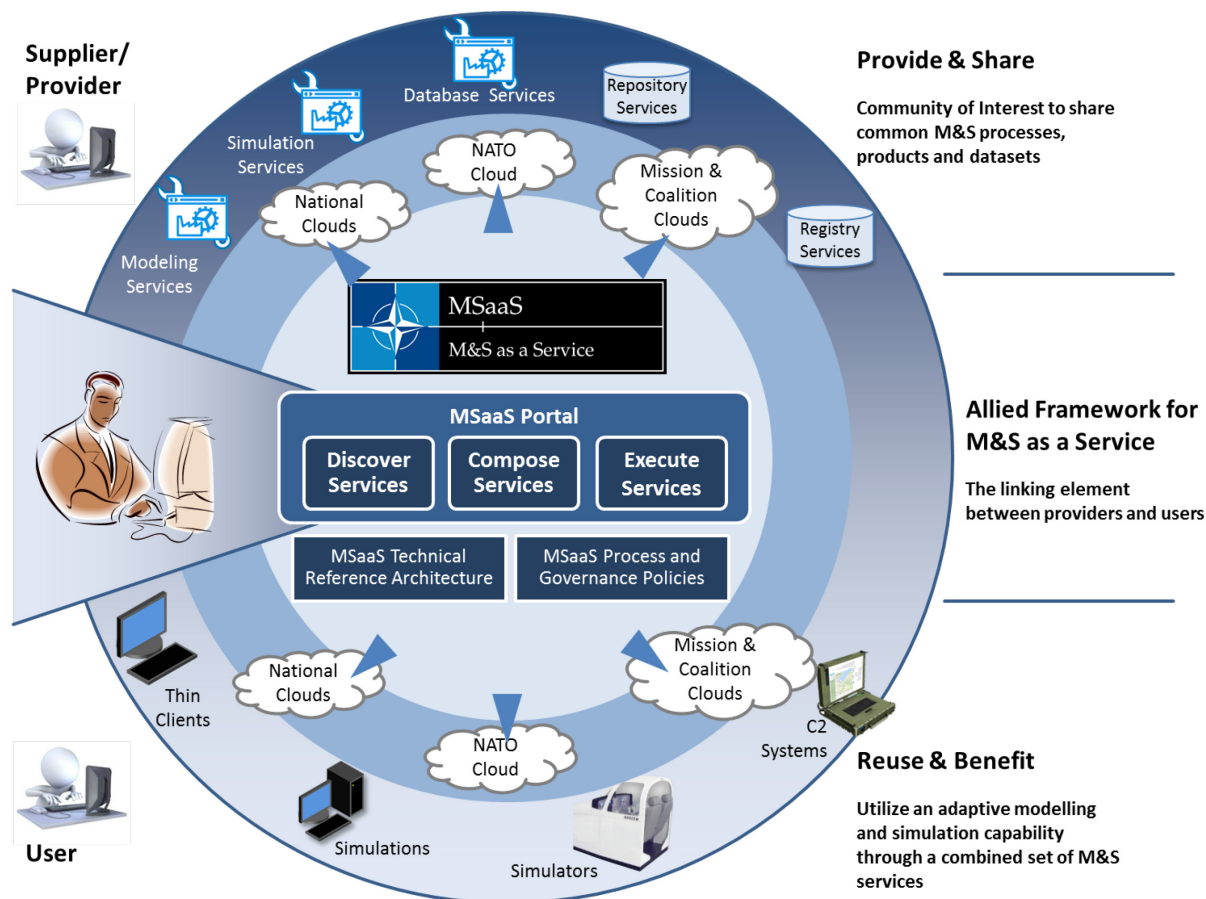 Supplier/
Provider
Database Services
Repository
Services
Simulation
Services
Modeling
Services
Registry
Services
National
Clouds
NATO
Cloud
Mission &
Coalition
Clouds
Provide & Share
Community of Interest to share
common M&S processes,
products and datasets
MSaaS
M&S as a Service
MSaaS Portal
Discover
Services
Compose
Services
Execute
Services
MSaaS Technical
Reference Architecture
MSaaS Process and
Governance Policies
Allied Framework for
M&S as a Service
The linking element
between providers and users
National
Clouds
NATO
Cloud
Mission &
Coalition
Clouds
Thin
Clients
Simulations
Simulators
C2
Systems
User
Reuse & Benefit
Utilize an adaptive modelling
and simulation capability
through a combined set of M&S
services